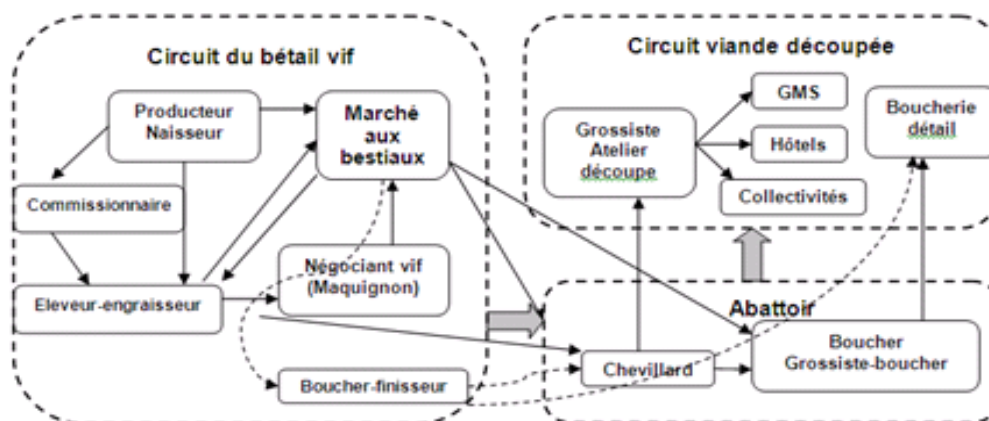 Circuit du bétail vif
Producteur
Naisseur
Marché
aux
bestiaux
Commissionnaire
Négociant vif
(Maquignon)
Eleveur-engraisseur
Boucher-finisseur
Circuit viande découpée
GMS
Grossiste
Atelier
découpe
Hôtels
Collectivités
Boucherie
détail
Abattoir
Chevillard
Boucher
Grossiste-boucher